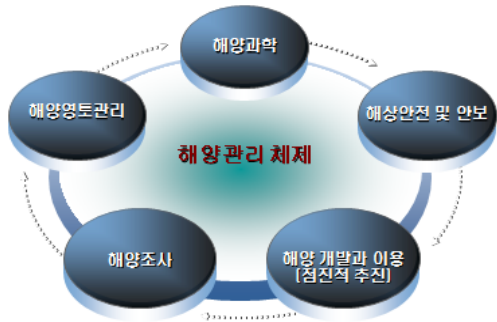 해양과학
해양영토관리
해상안전 및 안보
해양관리 체제
해양조사
해양 개발과 이용
(점진적 추진)